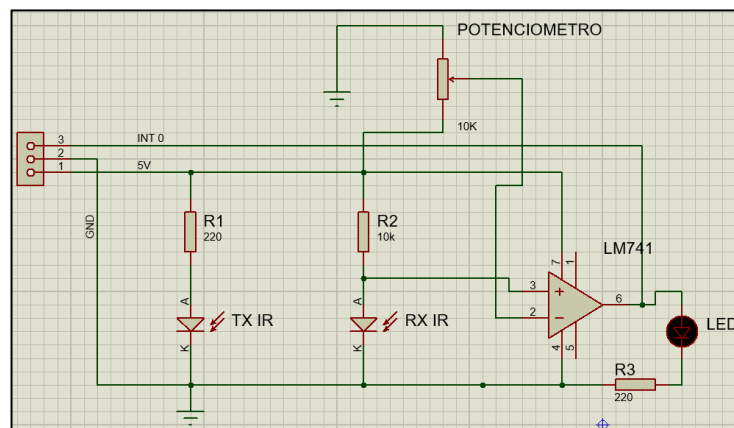 POTENCIOMETRO
10K
3
INT 0
2
1
5V
GND
R1
220
R2
10k
LM741
7
1
3
2
6
4
5
A
TX IR
K
A
RX IR
K
LED
R3
220